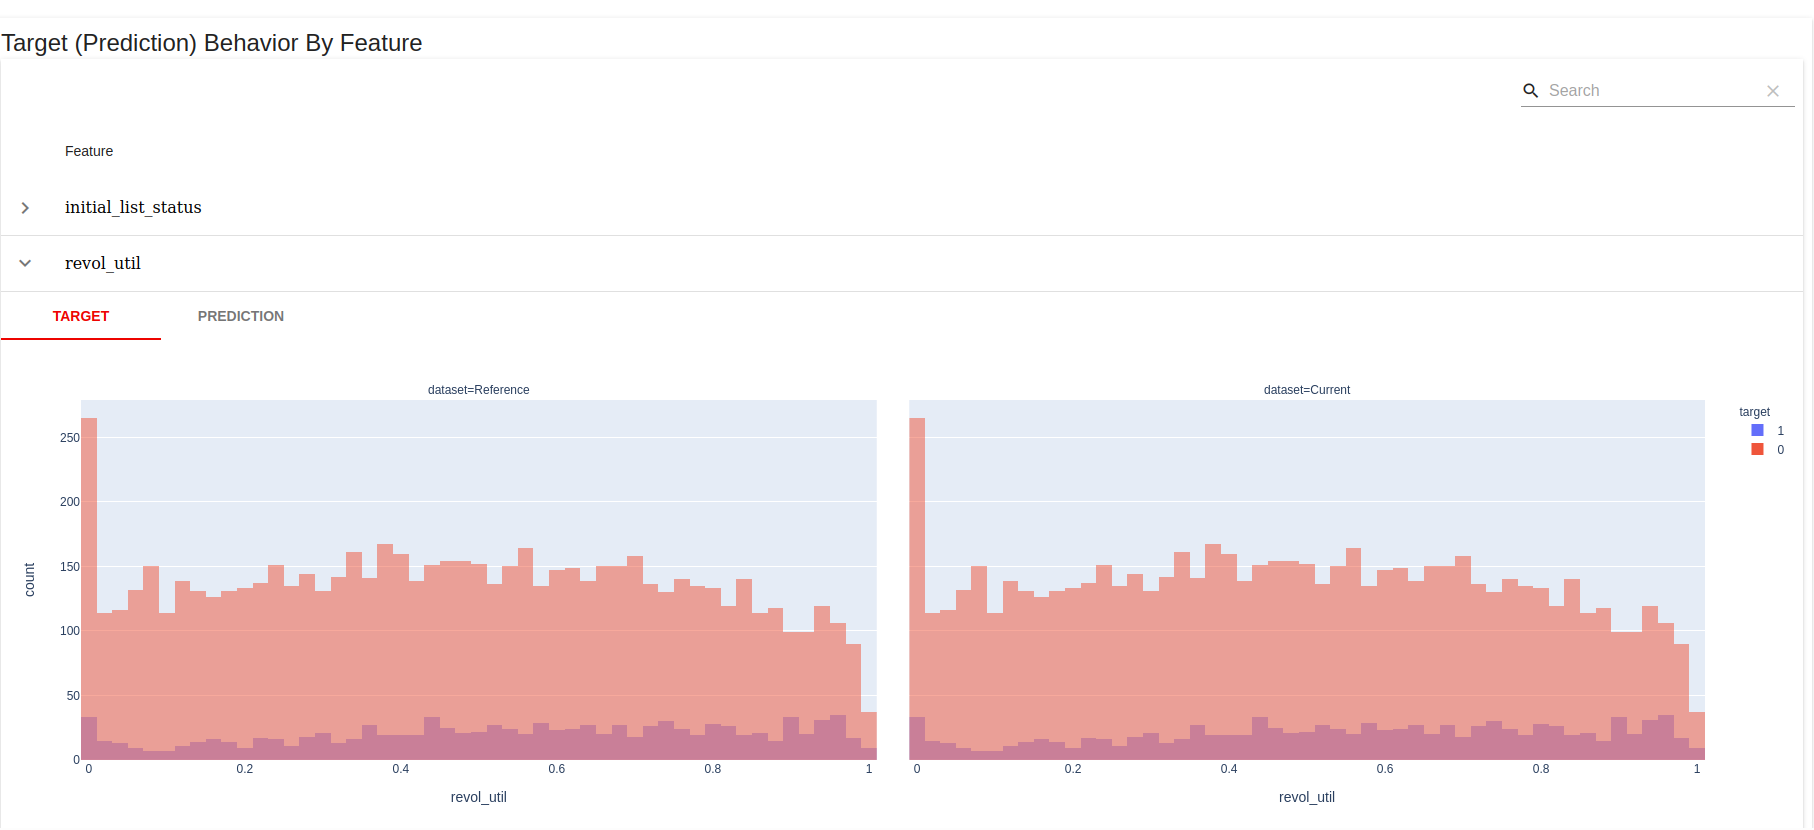 Target (Prediction) Behavior By Feature
Search
Feature
initial_list_status
revol_util
TARGET PREDICTION
dataset=Reference dataset=Current
target
1
0
250
200
150
100
50
0
count
0 0.2 0.4 0.6 0.8 1 0 0.2 0.4 0.6 0.8 1
revol_util revol_util